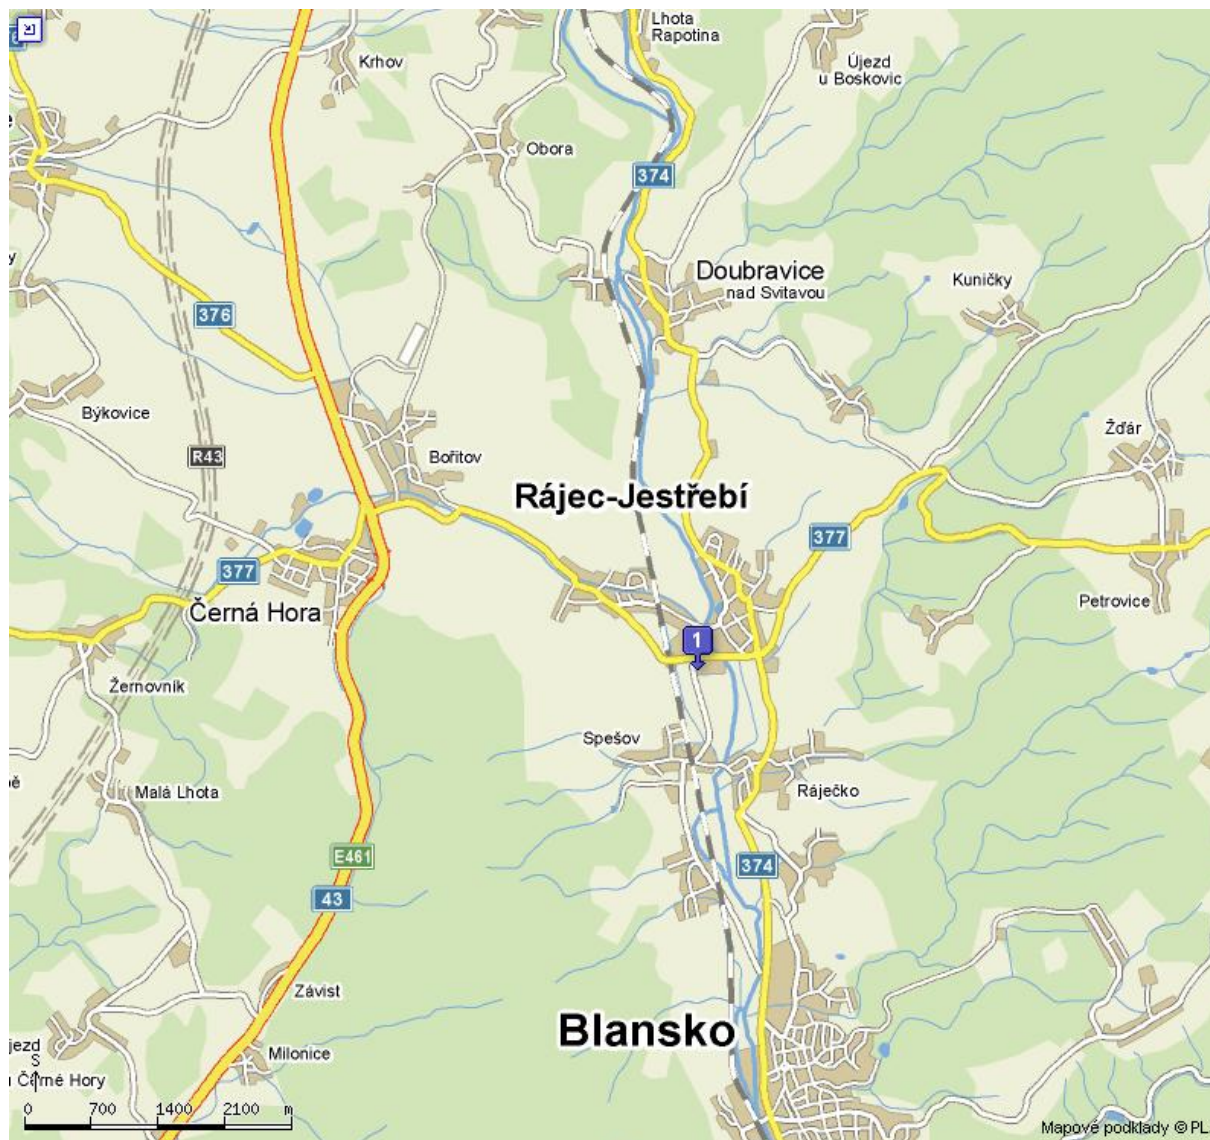 Lhota
Rapotina
Krhov
Újezd
u Boskovic
Obora
374
Doubravice
nad Svitavou
Kuničky
376
Býkovice
Žďár
R43
Bořitov
Rájec-Jestřebí
377
377
Petrovice
Černá Hora
1
Žernovník
Spešov
Ráječko
Malá Lhota
E461
374
43
Závist
Blansko
jezd
S
Milonice
u Černé Hory
0 700 1400 2100 m
Mapové podklady © PL